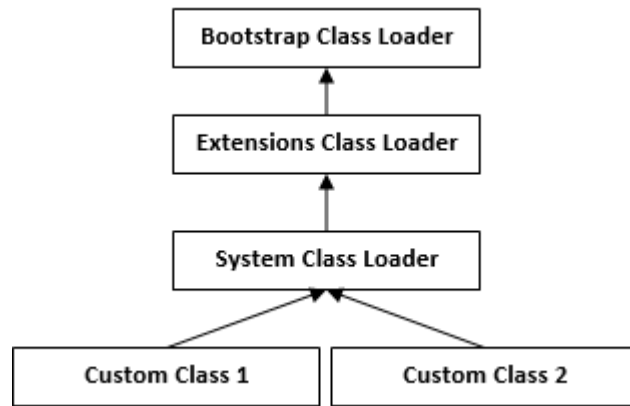 Bootstrap Class Loader
Extensions Class Loader
System Class Loader
Custom Class 1
Custom Class 2